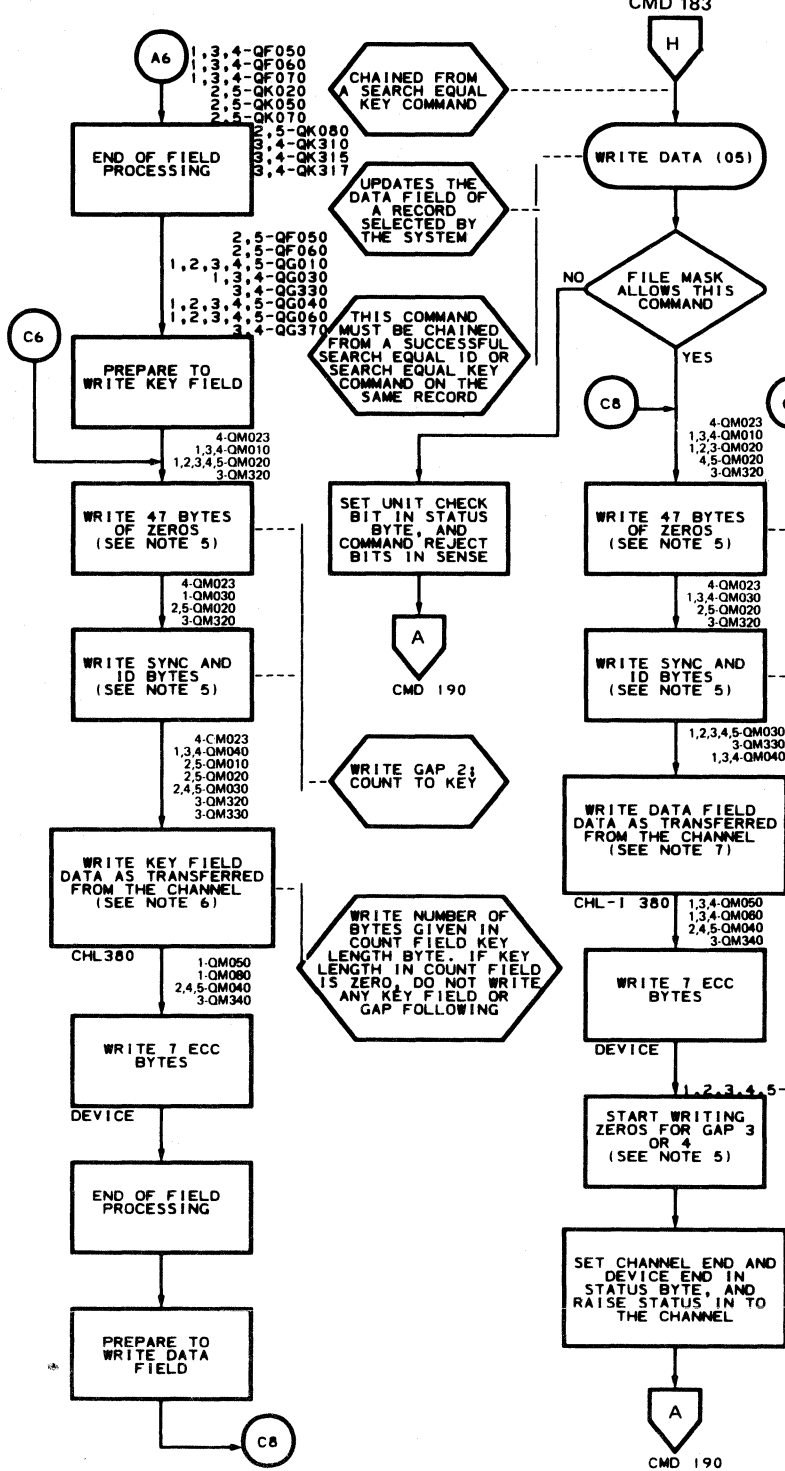 CMD 183
H
A6
1,3,4-QF050
1,3,4-QF060
1,3,4-QF070
2,5-QK020
2,5-QK050
2,5-QK070
2,5-QK080
3,4-QK310
3,4-QK315
3,4-QK317
END OF FIELD
PROCESSING
2,5-QF050
2,5-QF060
1,2,3,4,5-QG010
1,3,4-QG030
3,4-QG330
1,2,3,4,5-QG040
1,2,3,4,5-QG060
3,4-QG370
C6
PREPARE TO
WRITE KEY FIELD
4-QM023
1,3,4-QM010
1,2,3,4,5-QM020
3-QM320
WRITE 47 BYTES
OF ZEROS
(SEE NOTE 5)
4-QM023
1-QM030
2,5-QM020
3-QM320
WRITE SYNC AND
ID BYTES
(SEE NOTE 5)
4-CM023
1,3,4-QM040
2,5-QM010
2,5-QM020
2,4,5-QM030
3-QM320
3-QM330
WRITE KEY FIELD
DATA AS TRANSFERRED
FROM THE CHANNEL
(SEE NOTE 6)
CHL380
1-QM050
1-QM080
2,4,5-QM040
3-QM340
WRITE 7 ECC
BYTES
DEVICE
END OF FIELD
PROCESSING
PREPARE TO
WRITE DATA
FIELD
C8
CHAINED FROM
A SEARCH EQUAL
KEY COMMAND
UPDATES THE
DATA FIELD OF
A RECORD
SELECTED BY
THE SYSTEM
THIS COMMAND
MUST BE CHAINED
FROM A SUCCESSFUL
SEARCH EQUAL ID OR
SEARCH EQUAL KEY
COMMAND ON THE
SAME RECORD
SET UNIT CHECK
BIT IN STATUS
BYTE, AND
COMMAND REJECT
BITS IN SENSE
A
CMD 190
WRITE GAP 2;
COUNT TO KEY
WRITE NUMBER OF
BYTES GIVEN IN
COUNT FIELD KEY
LENGTH BYTE. IF KEY
LENGTH IN COUNT FIELD
IS ZERO, DO NOT WRITE
ANY KEY FIELD OR
GAP FOLLOWING
WRITE DATA (05)
NO
FILE MASK
ALLOWS THIS
COMMAND
YES
C8
4-QM023
1,3,4-QM010
1,2,3-QM020
4,5-QM020
3-QM320
WRITE 47 BYTES
OF ZEROS
(SEE NOTE 5)
4-QM023
1,3,4-QM030
2,5-QM020
3-QM320
WRITE SYNC AND
ID BYTES
(SEE NOTE 5)
1,2,3,4,5-QM030
3-QM330
1,3,4-QM040
WRITE DATA FIELD
DATA AS TRANSFERRED
FROM THE CHANNEL
(SEE NOTE 7)
CHL-I 380
1,3,4-QM050
1,3,4-QM060
2,4,5-QM040
3-QM340
WRITE 7 ECC
BYTES
DEVICE
1,2,3,4,5-
START WRITING
ZEROS FOR GAP 3
OR 4
(SEE NOTE 5)
SET CHANNEL END AND
DEVICE END IN
STATUS BYTE, AND
RAISE STATUS IN TO
THE CHANNEL
A
CMD 190